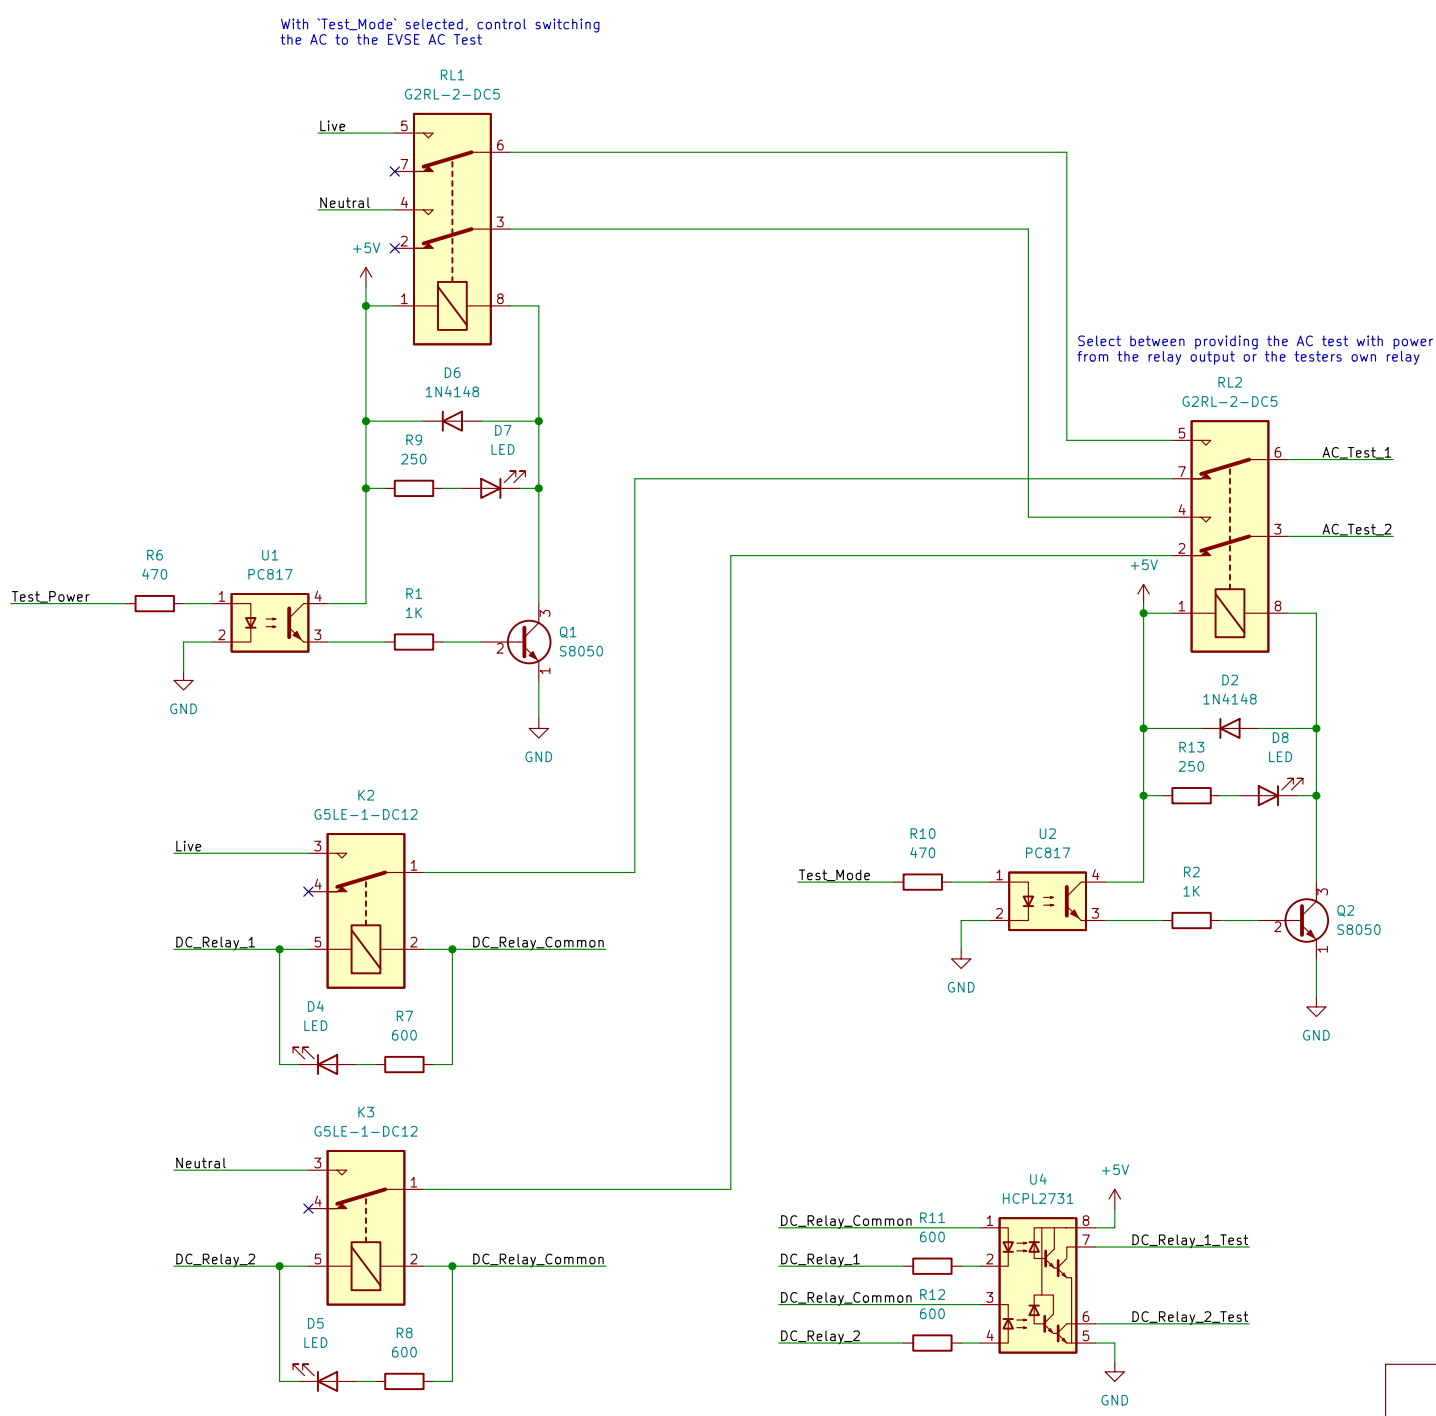 With `Test_Mode` selected, control switching
the AC to the EVSE AC Test
RL1
G2RL-2-DC5
Live
5
6
7
Neutral
4
3
2
+5V
1
8
D6
1N4148
R9
250
D7
LED
R6
470
U1
PC817
Test_Power
1
4
2
3
R1
1K
Q1
S8050
3
2
1
GND
GND
Select between providing the AC test with power
from the relay output or the testers own relay
RL2
G2RL-2-DC5
5
6
AC_Test_1
7
4
3
AC_Test_2
2
+5V
1
8
D2
1N4148
R13
250
D8
LED
R10
470
U2
PC817
Test_Mode
1
4
2
3
R2
1K
Q2
S8050
3
2
1
GND
GND
K2
G5LE-1-DC12
Live
3
1
4
DC_Relay_1
5
2
DC_Relay_Common
D4
LED
R7
600
K3
G5LE-1-DC12
Neutral
3
1
4
DC_Relay_2
5
2
DC_Relay_Common
D5
LED
R8
600
U4
HCPL2731
+5V
DC_Relay_Common
R11
600
1
8
7
DC_Relay_1_Test
DC_Relay_1
2
DC_Relay_Common
R12
600
3
6
DC_Relay_2_Test
DC_Relay_2
4
5
GND